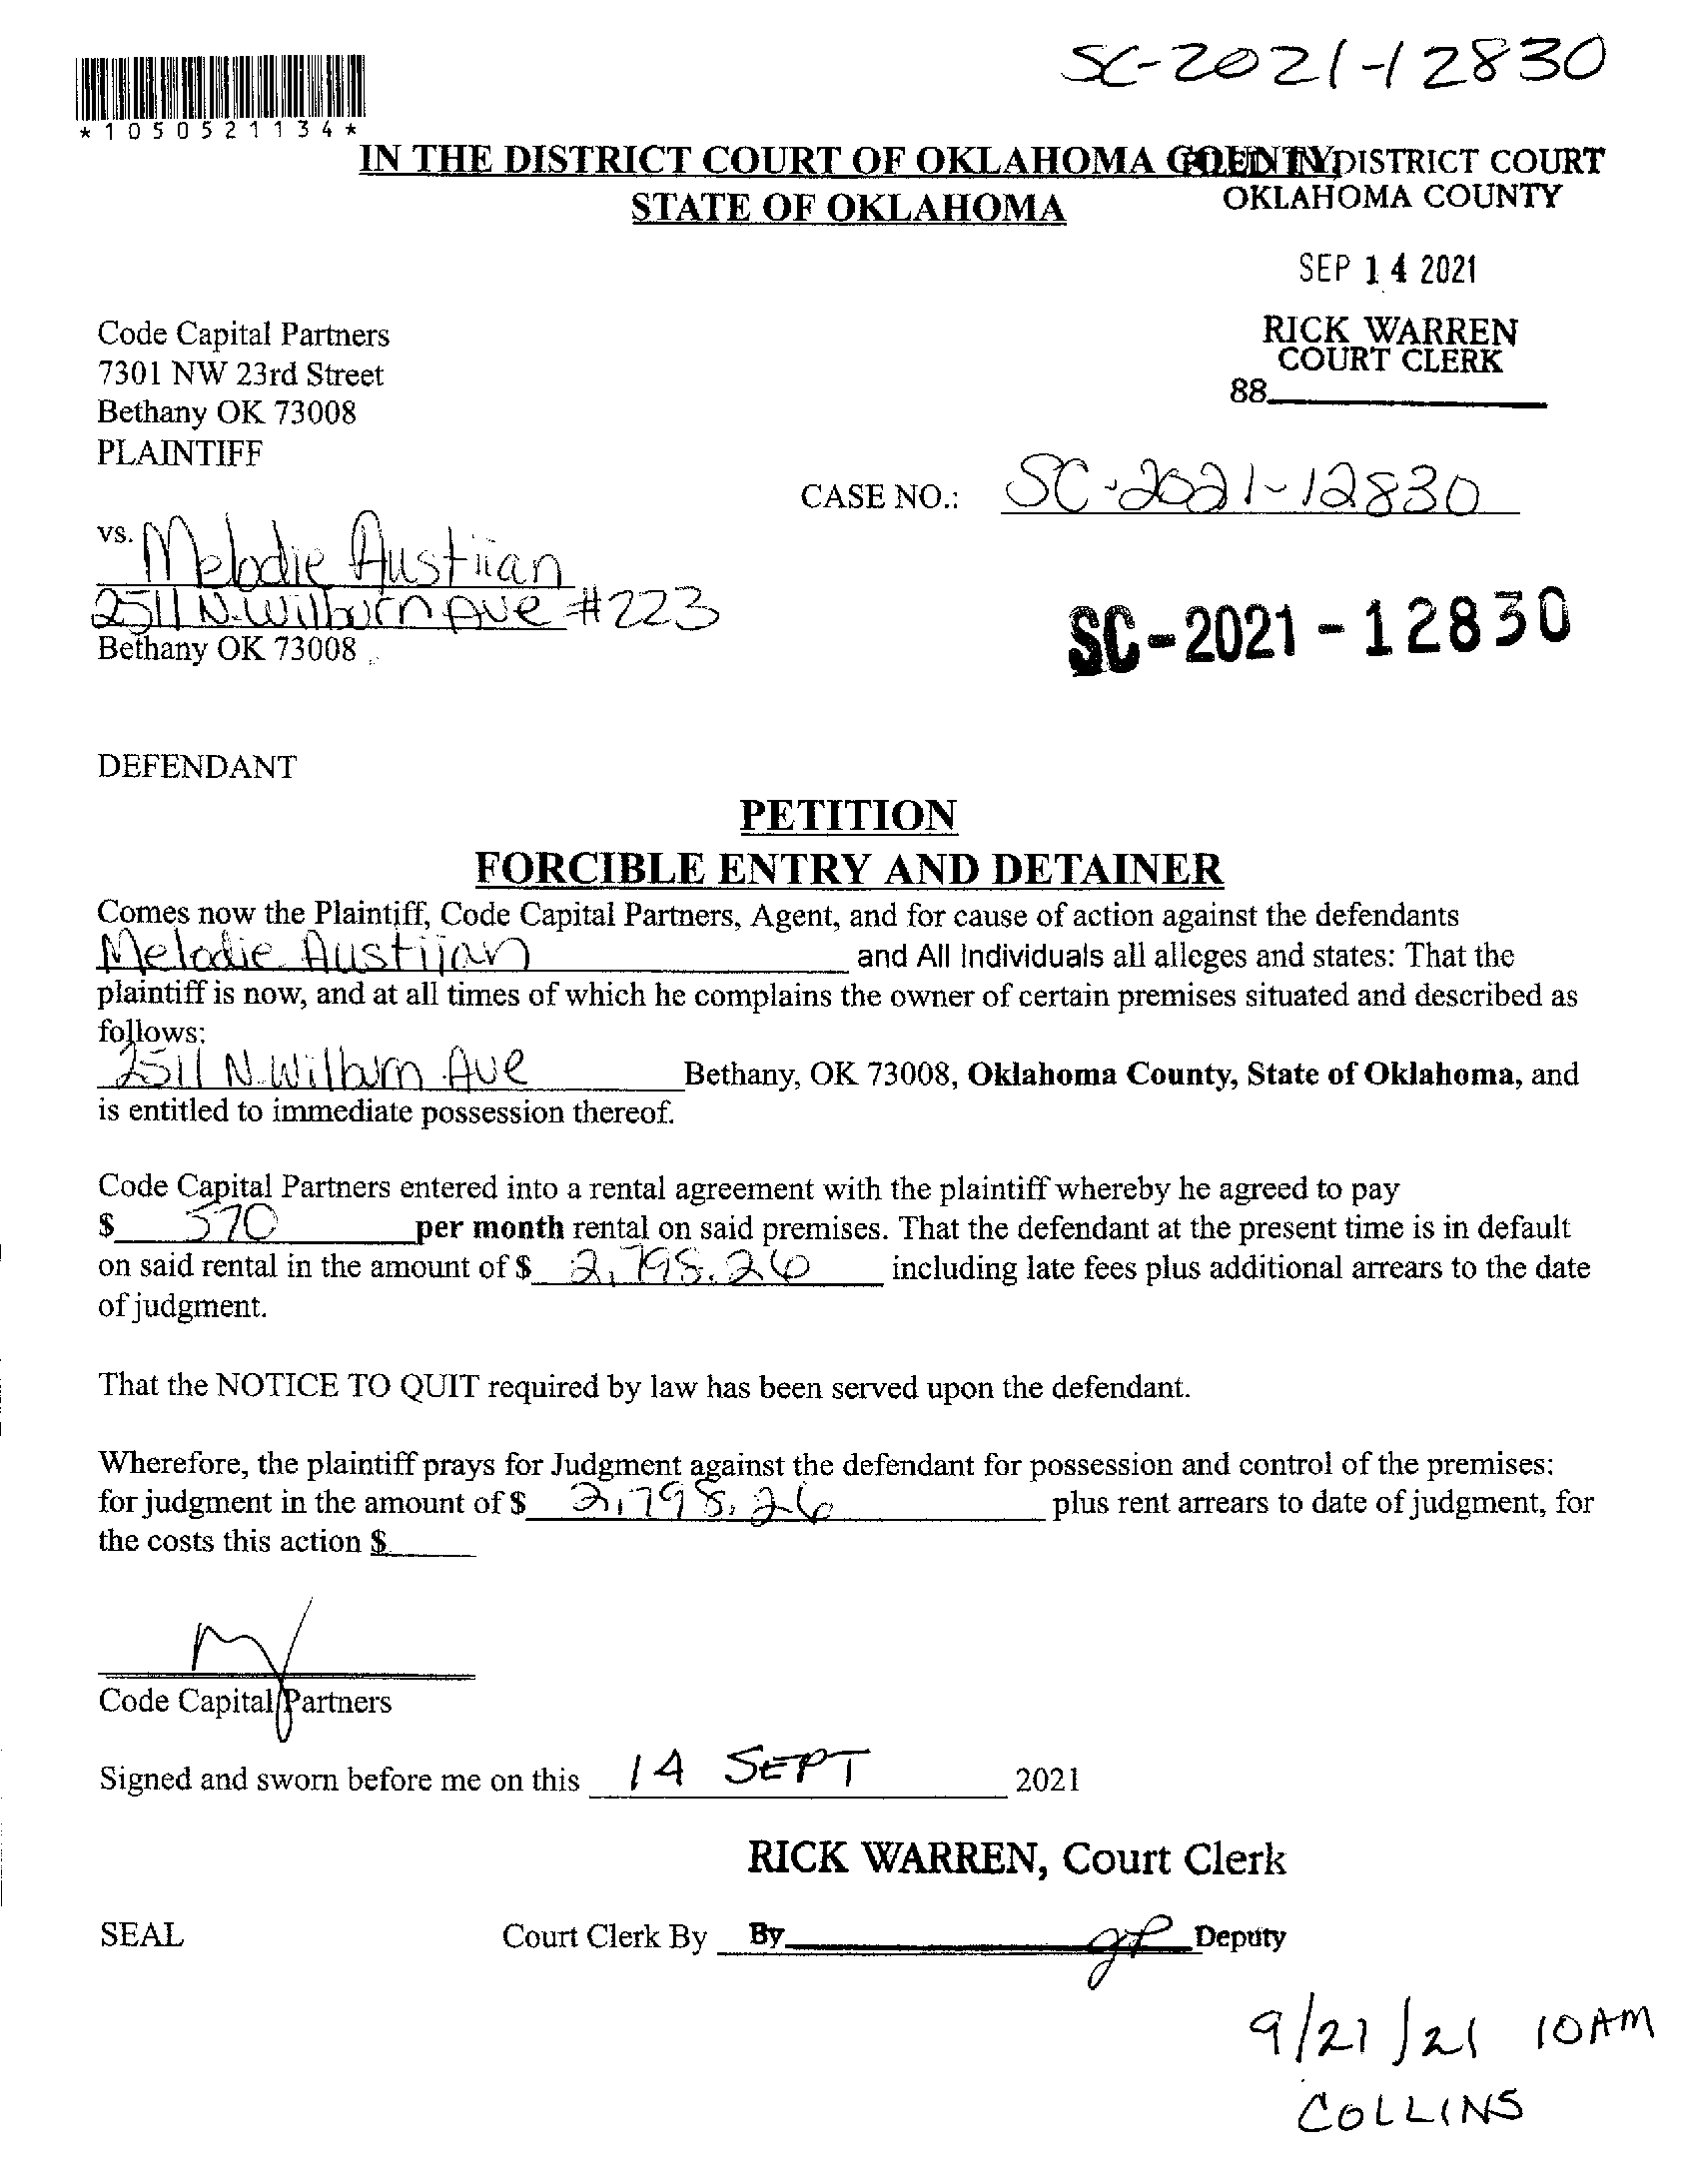 SC-2021-12830
*1050521134*
IN THE DISTRICT COURT OF OKLAHOMA COUNTY
STATE OF OKLAHOMA
FILED IN DISTRICT COURT
OKLAHOMA COUNTY
SEP 14 2021
RICK WARREN
COURT CLERK
88
Code Capital Partners
7301 NW 23rd Street
Bethany OK 73008
PLAINTIFF
CASE NO.: SC-2021-12830
vs. Melodie Austiian
2511 N. Wilburn Ave #223
Bethany OK 73008
SC-2021-12830
DEFENDANT
PETITION
FORCIBLE ENTRY AND DETAINER
Comes now the Plaintiff, Code Capital Partners, Agent, and for cause of action against the defendants
Melodie Austiian and All Individuals all alleges and states: That the
plaintiff is now, and at all times of which he complains the owner of certain premises situated and described as
follows:
2511 N. Wilburn Ave Bethany, OK 73008, Oklahoma County, State of Oklahoma, and
is entitled to immediate possession thereof.
Code Capital Partners entered into a rental agreement with the plaintiff whereby he agreed to pay
$ 570 per month rental on said premises. That the defendant at the present time is in default
on said rental in the amount of $ 2,798.26 including late fees plus additional arrears to the date
of judgment.
That the NOTICE TO QUIT required by law has been served upon the defendant.
Wherefore, the plaintiff prays for Judgment against the defendant for possession and control of the premises:
for judgment in the amount of $ 2,798.26 plus rent arrears to date of judgment, for
the costs this action $
Code Capital Partners
Signed and sworn before me on this 14 SEPT 2021
RICK WARREN, Court Clerk
SEAL Court Clerk By By Deputy
9/21/21 10AM
COLLINS